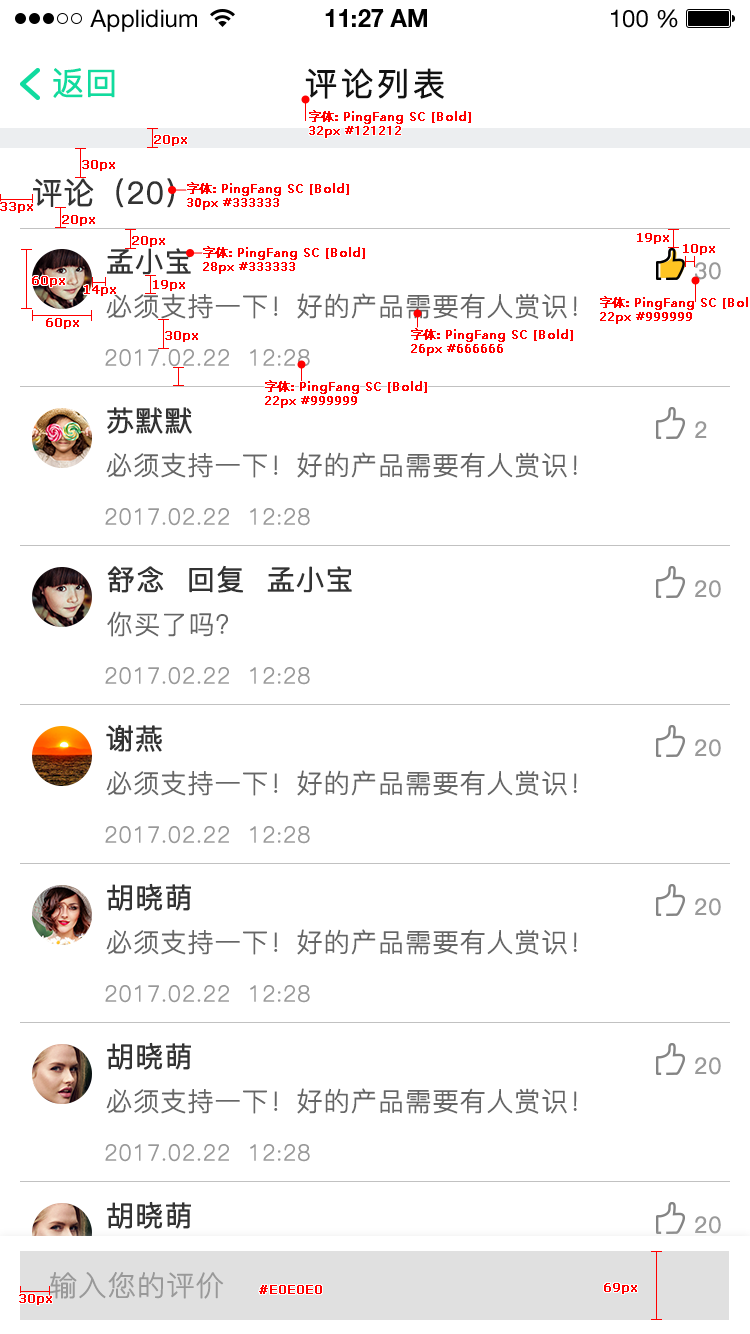 Applidium 11:27 AM 100 %
返回 评论列表
字体: PingFang SC [Bold]
32px #121212
20px
30px
评论（20）
字体: PingFang SC [Bold]
30px #333333
33px
20px
20px
孟小宝
字体: PingFang SC [Bold]
28px #333333
19px
10px
30
60px
14px
19px
必须支持一下！好的产品需要有人赏识！
字体: PingFang SC [Bol
22px #999999
60px
30px
字体: PingFang SC [Bold]
26px #666666
2017.02.22 12:28
字体: PingFang SC [Bold]
22px #999999
苏默默
2
必须支持一下！好的产品需要有人赏识！
2017.02.22 12:28
舒念 回复 孟小宝
20
你买了吗？
2017.02.22 12:28
谢燕
20
必须支持一下！好的产品需要有人赏识！
2017.02.22 12:28
胡晓萌
20
必须支持一下！好的产品需要有人赏识！
2017.02.22 12:28
胡晓萌
20
必须支持一下！好的产品需要有人赏识！
2017.02.22 12:28
胡晓萌
20
输入您的评价 #E0E0E0 69px
30px